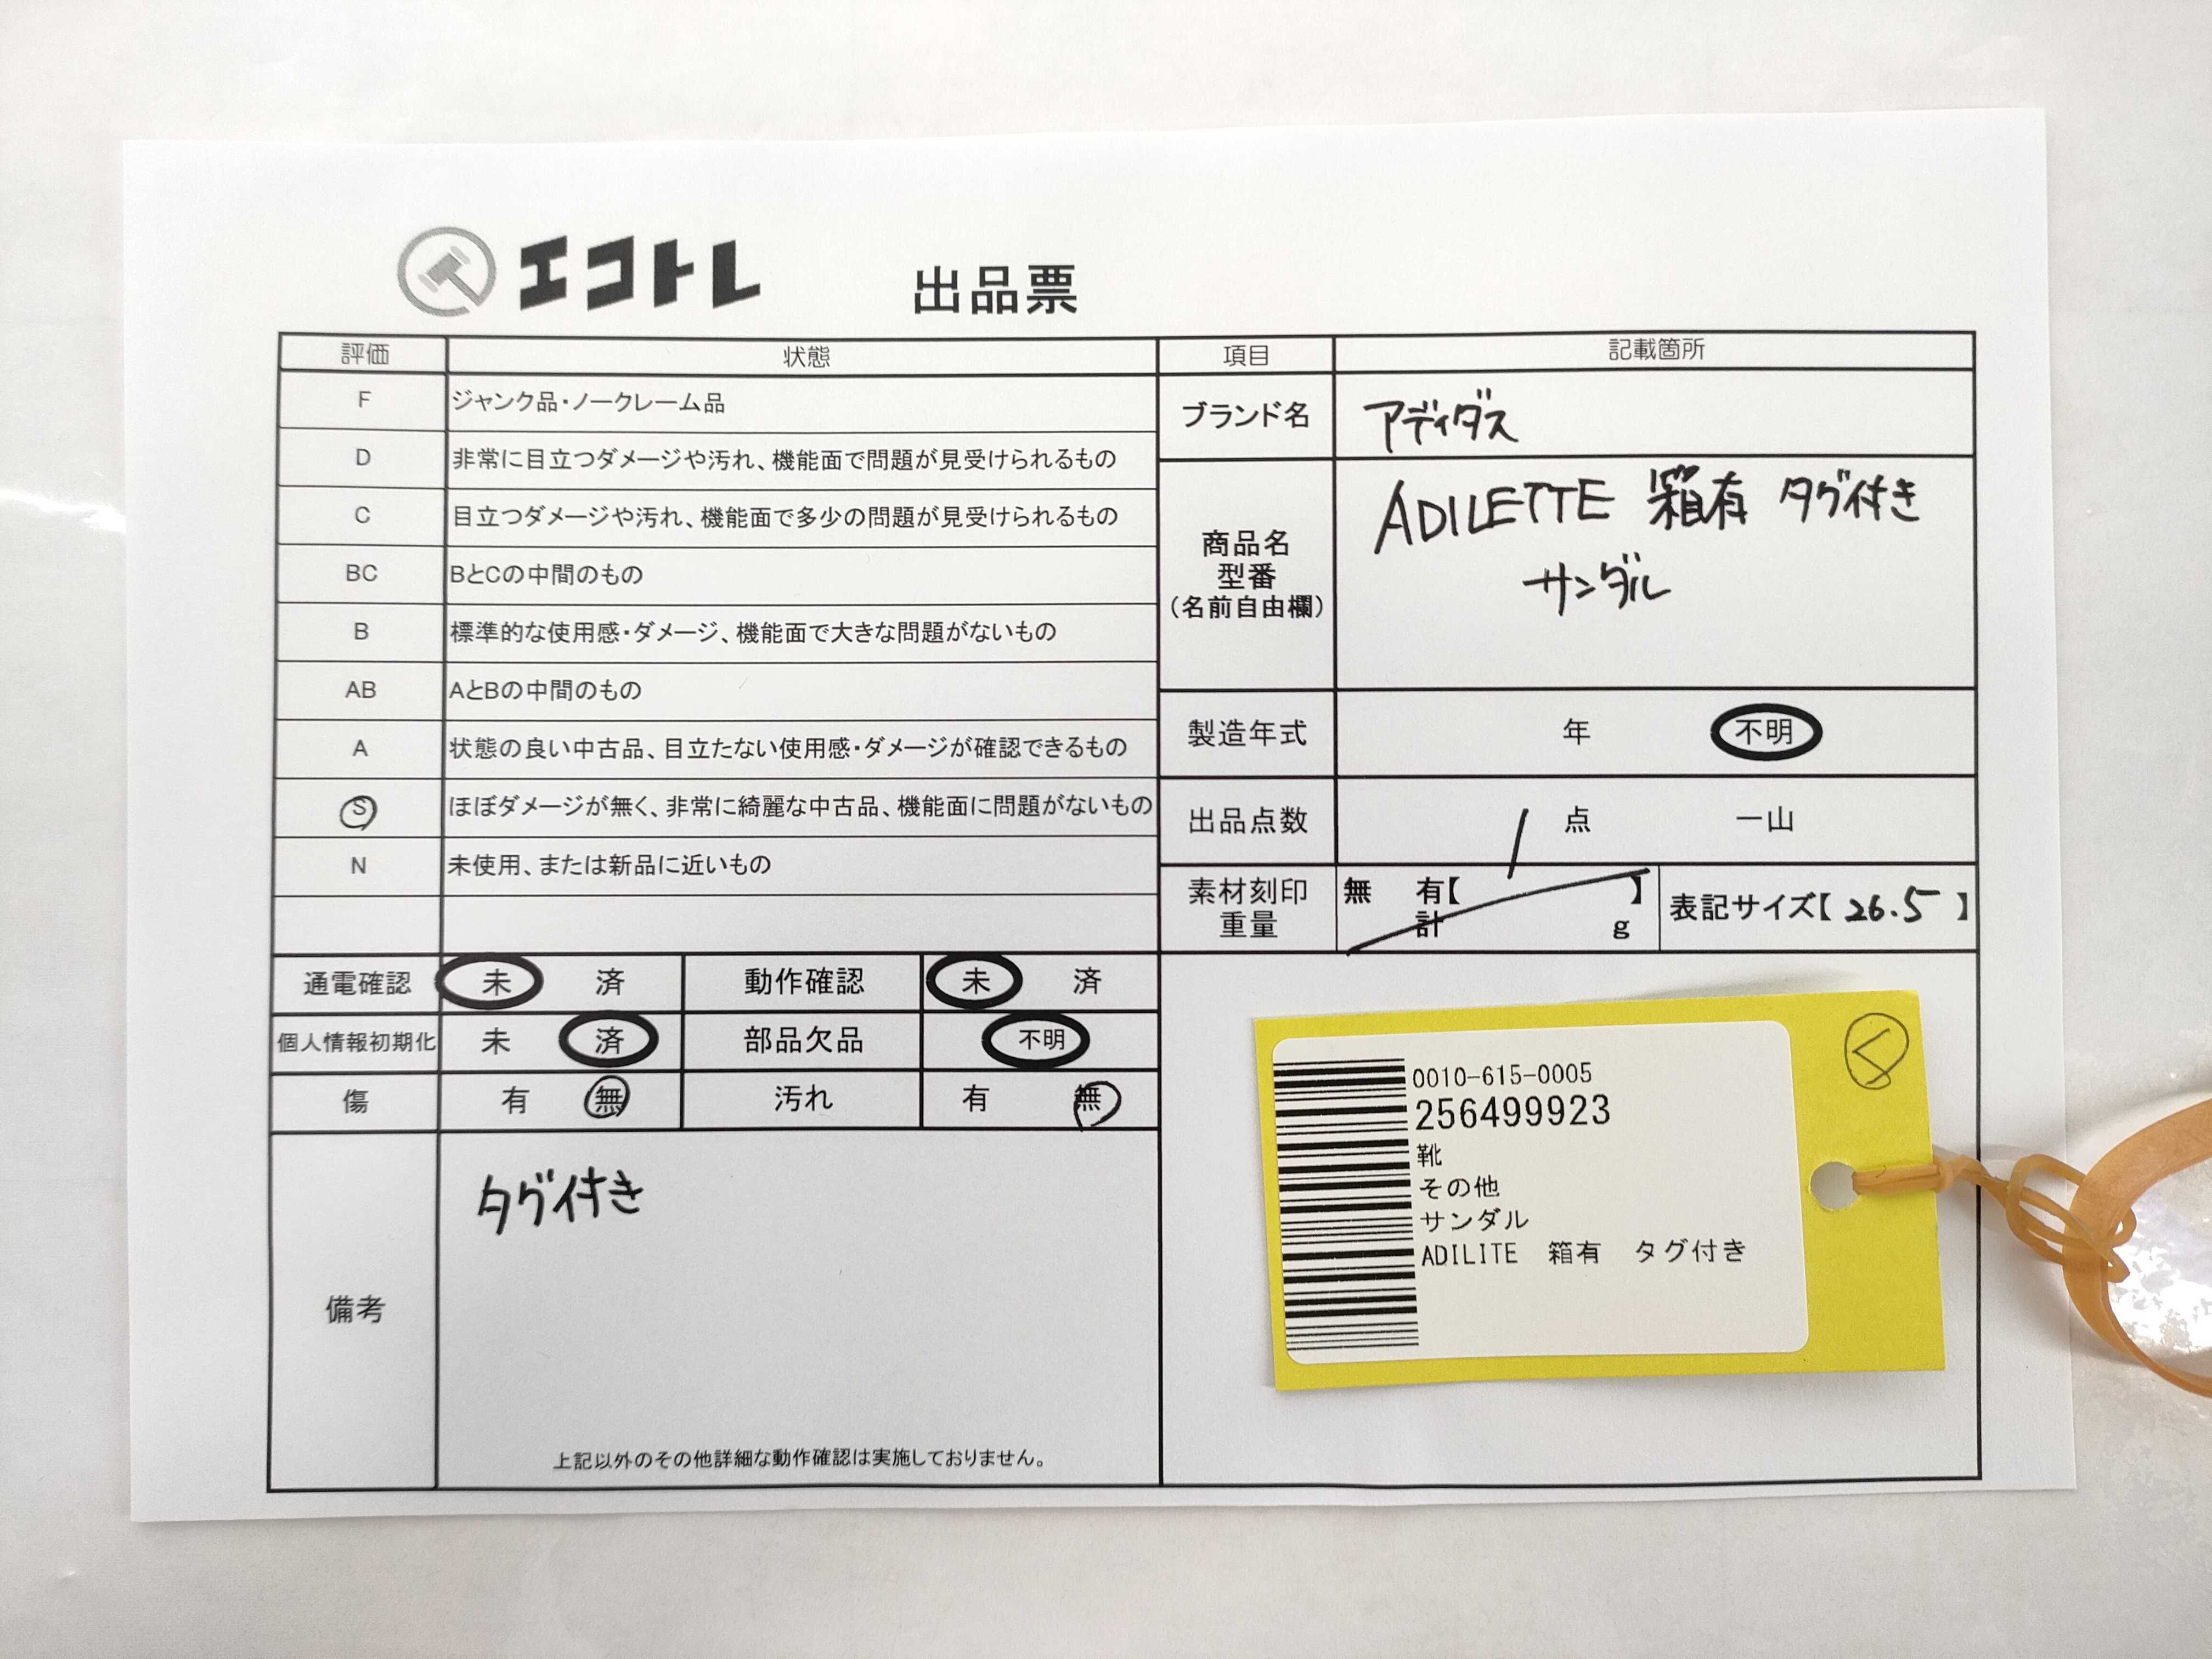 エコトレ 出品票
評価 状態
F ジャンク品・ノークレーム品
D 非常に目立つダメージや汚れ、機能面で問題が見受けられるもの
C 目立つダメージや汚れ、機能面で多少の問題が見受けられるもの
BC BとCの中間のもの
B 標準的な使用感・ダメージ、機能面で大きな問題がないもの
AB AとBの中間のもの
A 状態の良い中古品、目立たない使用感・ダメージが確認できるもの
S ほぼダメージが無く、非常に綺麗な中古品、機能面に問題がないもの
N 未使用、または新品に近いもの
通電確認 未 済 動作確認 未 済
個人情報初期化 未 済 部品欠品 不明
傷 有 無 汚れ 有 無
備考
タグ付き
上記以外のその他詳細な動作確認は実施しておりません。
項目 記載箇所
ブランド名 アディダス
商品名
型番
(名前自由欄)
ADILETTE 箱有 タグ付き
サンダル
製造年式 年 不明
出品点数 1 点 一山
素材刻印 無 有【 】
重量 計 g
表記サイズ【 26.5 】
0010-615-0005
256499923
靴
その他
サンダル
ADILITE 箱有 タグ付き